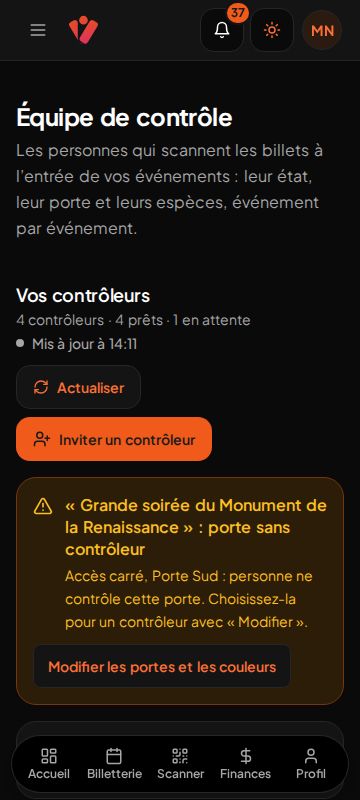 37
MN
Équipe de contrôle
Les personnes qui scannent les billets à
l'entrée de vos événements : leur état,
leur porte et leurs espèces, événement
par événement.
Vos contrôleurs
4 contrôleurs · 4 prêts · 1 en attente
Mis à jour à 14:11
Actualiser
Inviter un contrôleur
« Grande soirée du Monument de
la Renaissance » : porte sans
contrôleur
Accès carré, Porte Sud : personne ne
contrôle cette porte. Choisissez-la
pour un contrôleur avec « Modifier ».
Modifier les portes et les couleurs
Accueil
Billetterie
Scanner
Finances
Profil